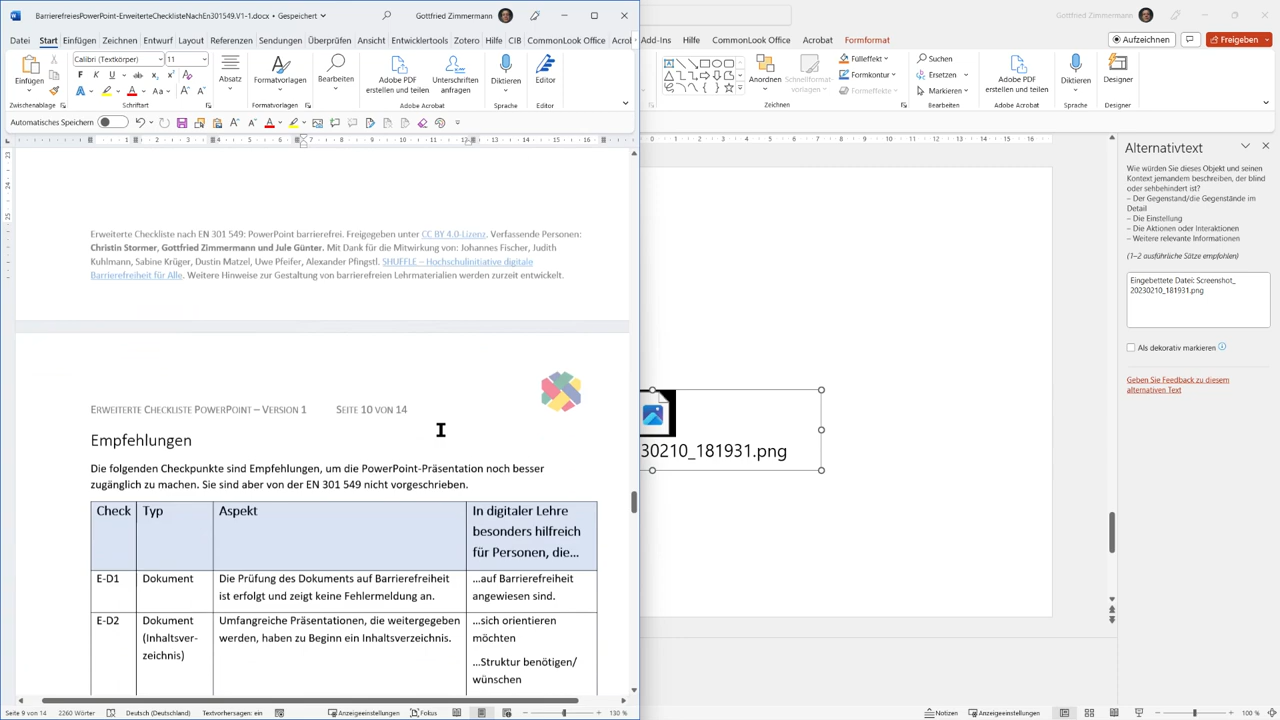 BarrierefreiesPowerPoint-ErweiterteChecklisteNachEn301549.V1-1.docx • Gespeichert
Gottfried Zimmermann
Gottfried Zimmermann
Datei Start Einfügen Zeichnen Entwurf Layout Referenzen Sendungen Überprüfen Ansicht Entwicklertools Zotero Hilfe CIB CommonLook Office Acrol
Add-Ins Hilfe CommonLook Office Acrobat Formformat
Aufzeichnen
Freigeben
Einfügen
Calibri (Textkörper) 11
F K U ab x₂ x²
A A Aa A A
Absatz
Formatvorlagen
Bearbeiten
Adobe PDF erstellen und teilen
Unterschriften anfragen
Diktieren
Editor
Zwischenablage Schriftart Formatvorlagen Adobe Acrobat Sprache Editor
Anordnen
Schnellformat-vorlagen
Fülleffekt
Formkontur
Formeffekte
Suchen
Ersetzen
Markieren
Adobe PDF erstellen und teilen
Diktieren
Designer
Zeichnen Bearbeiten Adobe Acrobat Sprache Designer
Automatisches Speichern
Erweiterte Checkliste nach EN 301 549: PowerPoint barrierefrei. Freigegeben unter CC BY 4.0-Lizenz. Verfassende Personen:
Christin Stormer, Gottfried Zimmermann und Jule Günter. Mit Dank für die Mitwirkung von: Johannes Fischer, Judith
Kuhlmann, Sabine Krüger, Dustin Matzel, Uwe Pfeifer, Alexander Pfingstl. SHUFFLE – Hochschulinitiative digitale
Barrierefreiheit für Alle. Weitere Hinweise zur Gestaltung von barrierefreien Lehrmaterialien werden zurzeit entwickelt.
ERWEITERTE CHECKLISTE POWERPOINT – VERSION 1 SEITE 10 VON 14
Empfehlungen
Die folgenden Checkpunkte sind Empfehlungen, um die PowerPoint-Präsentation noch besser
zugänglich zu machen. Sie sind aber von der EN 301 549 nicht vorgeschrieben.
Check Typ Aspekt In digitaler Lehre
besonders hilfreich
für Personen, die…
E-D1 Dokument Die Prüfung des Dokuments auf Barrierefreiheit …auf Barrierefreiheit
ist erfolgt und zeigt keine Fehlermeldung an. angewiesen sind.
E-D2 Dokument Umfangreiche Präsentationen, die weitergegeben …sich orientieren
(Inhaltsver- werden, haben zu Beginn ein Inhaltsverzeichnis. möchten
zeichnis) …Struktur benötigen/
wünschen
30210_181931.png
Alternativtext
Wie würden Sie dieses Objekt und seinen
Kontext jemandem beschreiben, der blind
oder sehbehindert ist?
– Der Gegenstand/die Gegenstände im
Detail
– Die Einstellung
– Die Aktionen oder Interaktionen
– Weitere relevante Informationen
(1–2 ausführliche Sätze empfohlen)
Eingebettete Datei: Screenshot_
20230210_181931.png
Als dekorativ markieren
Geben Sie Feedback zu diesem
alternativen Text
Seite 9 von 14 2260 Wörter Deutsch (Deutschland) Textvorhersagen: ein Anzeigeeinstellungen Fokus 130 %
Notizen Anzeigeeinstellungen 100 %